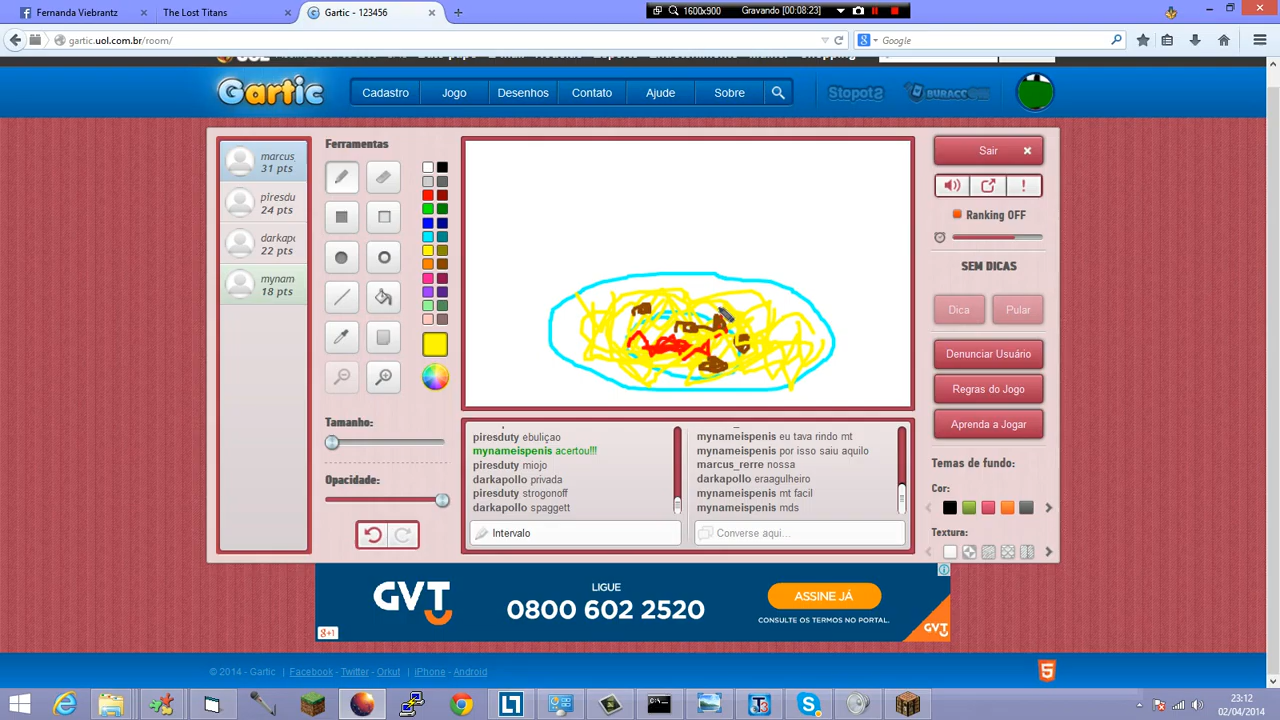 Fernanda Viebrantz
The Lost Titans
Gartic - 123456
1600x900
Gravando [00:08:23]
gartic.uol.com.br/room/
Google
Gartic
Cadastro
Jogo
Desenhos
Contato
Ajude
Sobre
Stopots
marcus_
31 pts
piresdu
24 pts
darkapo
22 pts
mynam
18 pts
Ferramentas
Tamanho:
Opacidade:
Sair
Ranking OFF
SEM DICAS
Dica
Pular
Denunciar Usuário
Regras do Jogo
Aprenda a Jogar
Temas de fundo:
Cor:
Textura:
piresduty ebuliçao
mynameispenis acertou!!!
piresduty miojo
darkapollo privada
piresduty strogonoff
darkapollo spagett
Intervalo
mynameispenis eu tava rindo mt
mynameispenis por isso saiu aquilo
marcus_rerre nossa
darkapollo eraagulheiro
mynameispenis mt facil
mynameispenis mds
Converse aqui...
GVT
LIGUE
0800 602 2520
ASSINE JÁ
CONSULTE OS TERMOS NO PORTAL.
GVT
g+1
© 2014 - Gartic | Facebook - Twitter - Orkut | iPhone - Android
23:12
02/04/2014